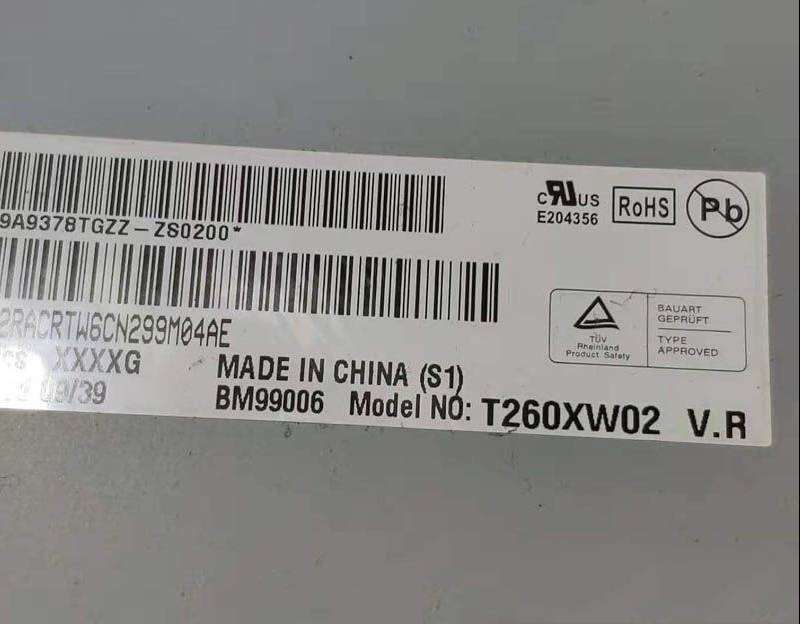 9A9378TGZZ-ZS0200*
2RACRTW6CN299M04AE
XXXXG
09/39
MADE IN CHINA (S1)
BM99006 Model NO: T260XW02 V.R
c RU US
E204356
RoHS
Pb
TÜV
Rheinland
Product Safety
BAUART
GEPRÜFT
TYPE
APPROVED